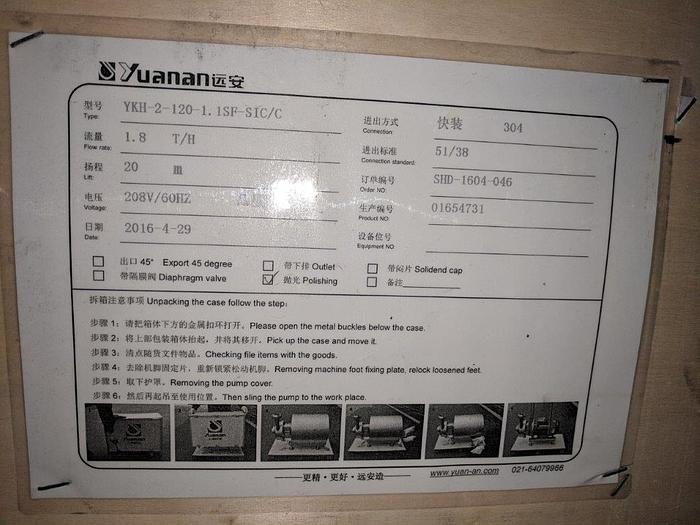 Yuanan远安
型号 YKH-2-120-1.1SF-SIC/C
Type:
流量 1.8 T/H
Flow rate:
扬程 20 m
Lift:
电压 208V/60HZ
Voltage:
日期 2016-4-29
Date:
进出方式 快装 304
Connection:
进出标准 51/38
Connection standard:
订单编号 SHD-1604-046
Order NO:
生产编号 01654731
Product NO:
设备位号
Equipment NO:
出口 45° Export 45 degree
带下排 Outlet
带闷片 Solidend cap
带隔膜阀 Diaphragm valve
抛光 Polishing
备注
拆箱注意事项 Unpacking the case follow the step:
步骤 1：请把箱体下方的金属扣环打开。Please open the metal buckles below the case.
步骤 2：将上部包装箱体抬起，并将其移开。Pick up the case and move it.
步骤 3：清点随货文件物品。Checking file items with the goods.
步骤 4：去除机脚固定片，重新锁紧松动机脚。Removing machine foot fixing plate, relock loosened feet.
步骤 5：取下护罩。Removing the pump cover.
步骤 6：然后再起吊至使用位置。Then sling the pump to the work place.
Yuanan
——更精·更好·远安造——
www.yuan-an.com 021-64079966